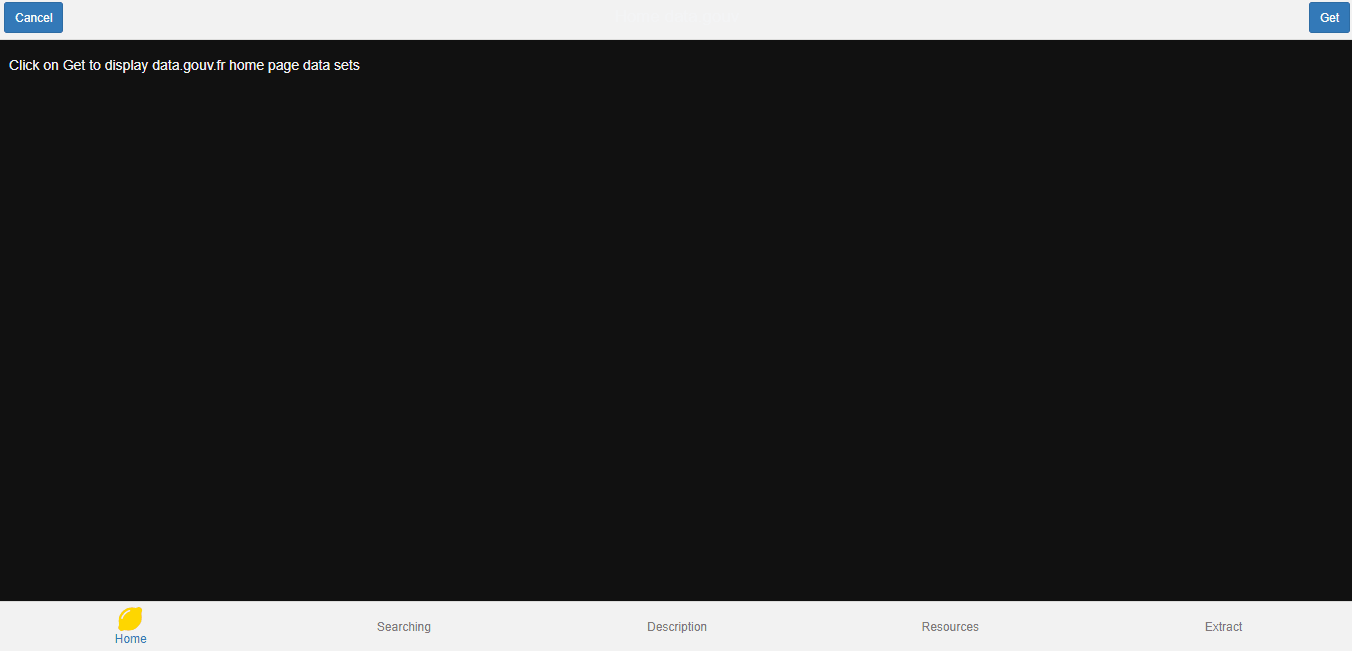 Cancel
Get
Click on Get to display data.gouv.fr home page data sets
Home
Searching
Description
Resources
Extract